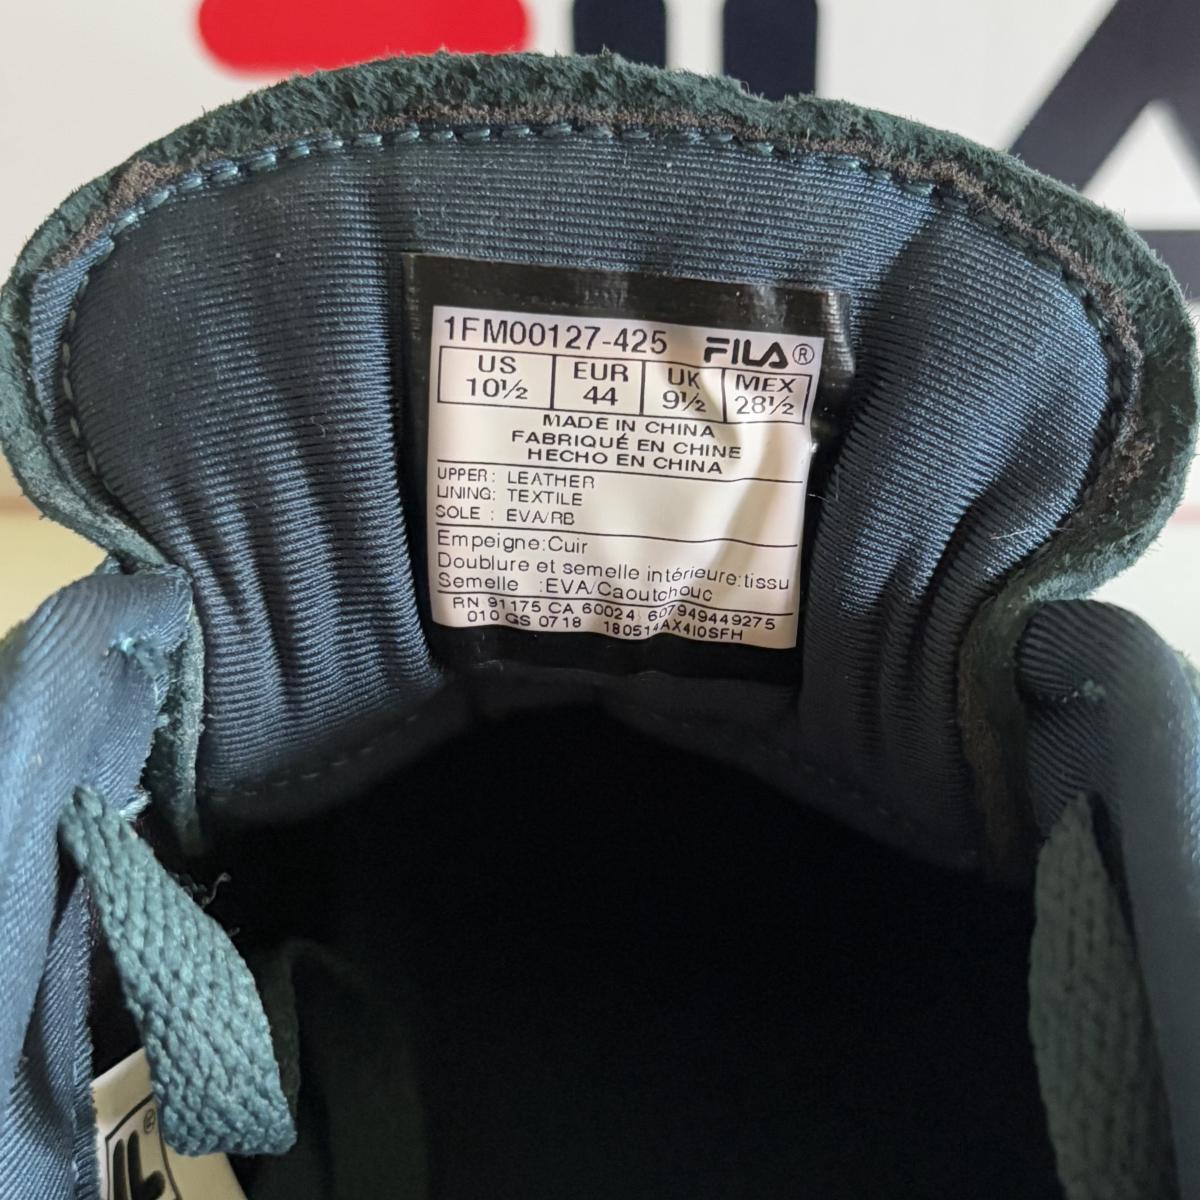 1FM00127-425 FILA®
US EUR UK MEX
10½ 44 9½ 28½
MADE IN CHINA
FABRIQUÉ EN CHINE
HECHO EN CHINA
UPPER: LEATHER
LINING: TEXTILE
SOLE : EVA/RB
Empeigne:Cuir
Doublure et semelle intérieure:tissu
Semelle :EVA/Caoutchouc
RN 91175 CA 60024 607949449275
010 GS 0718 180514AX4I0SFH